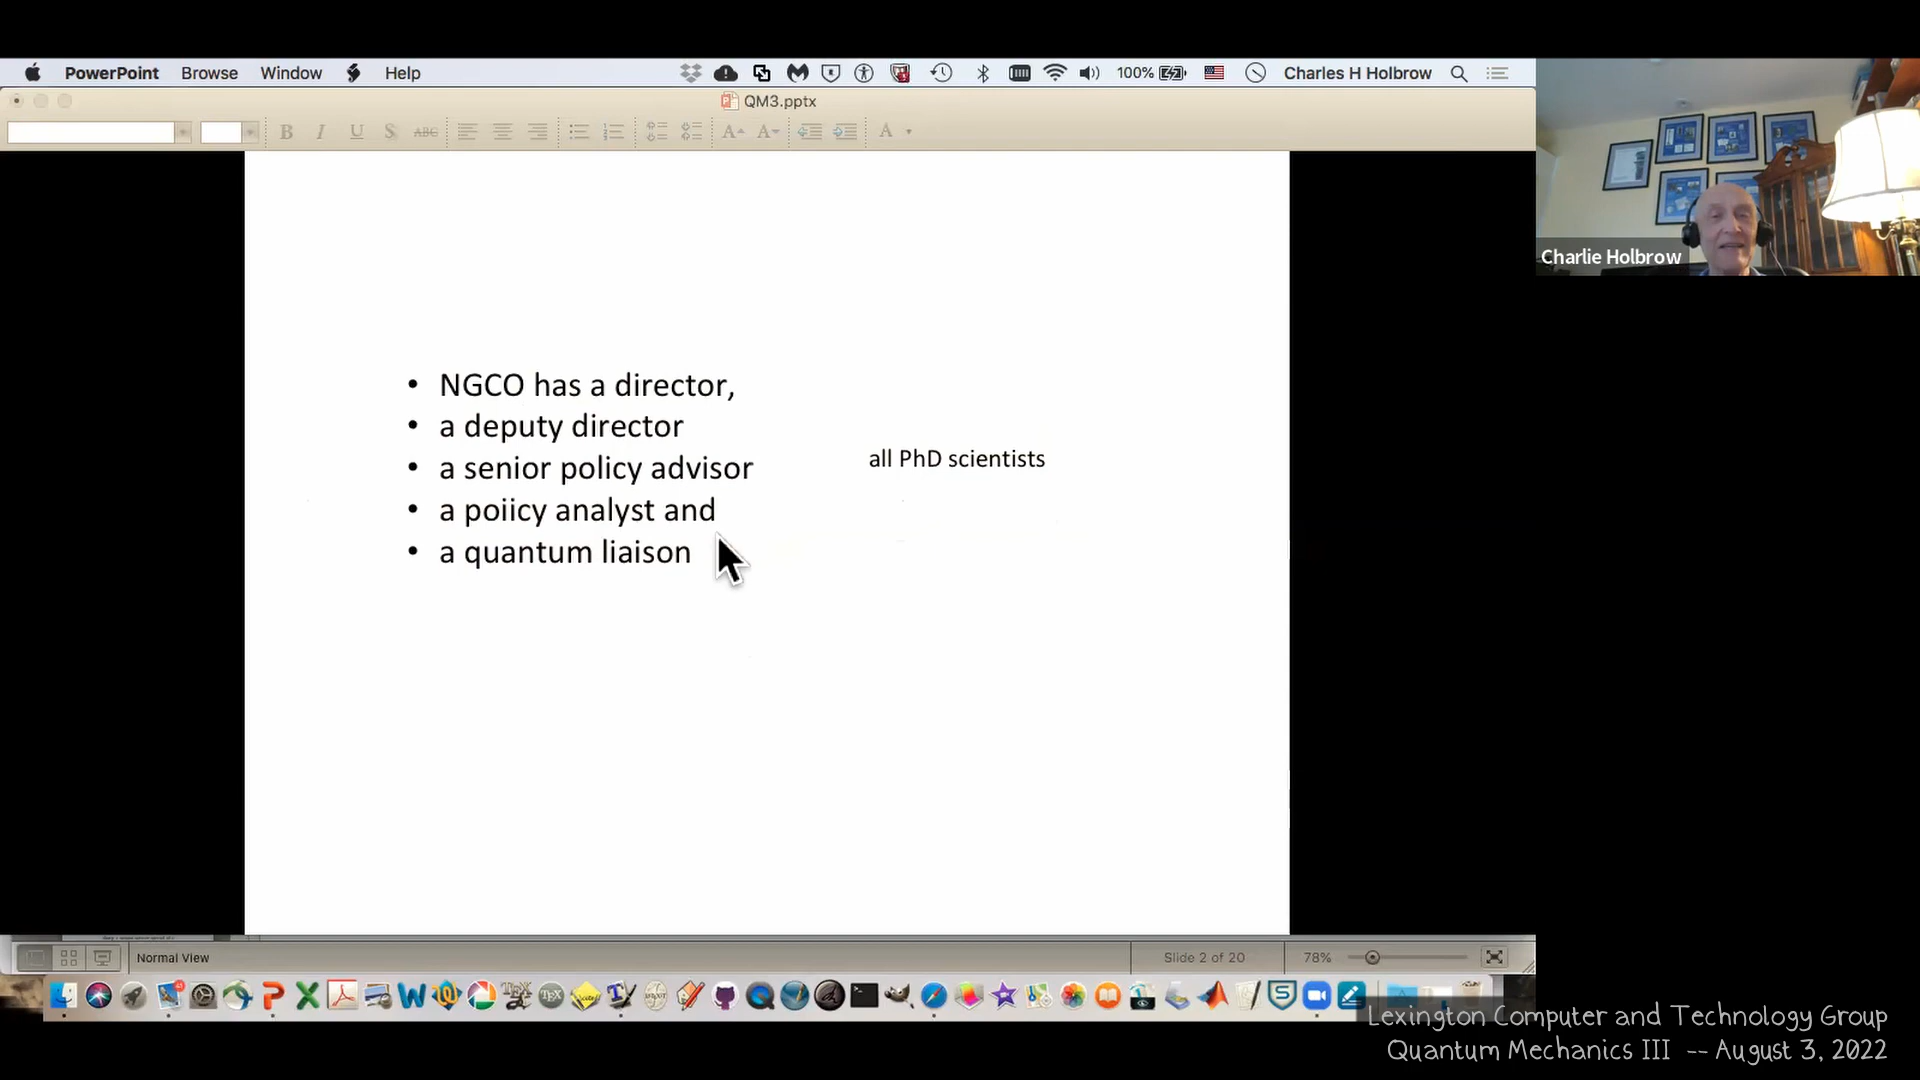 PowerPoint Browse Window Help 100% Charles H Holbrow
QM3.pptx
B I U S ABC A A A
Charlie Holbrow
• NGCO has a director,
• a deputy director
• a senior policy advisor
• a poiicy analyst and
• a quantum liaison
all PhD scientists
Normal View Slide 2 of 20 78%
Lexington Computer and Technology Group
Quantum Mechanics III -- August 3, 2022